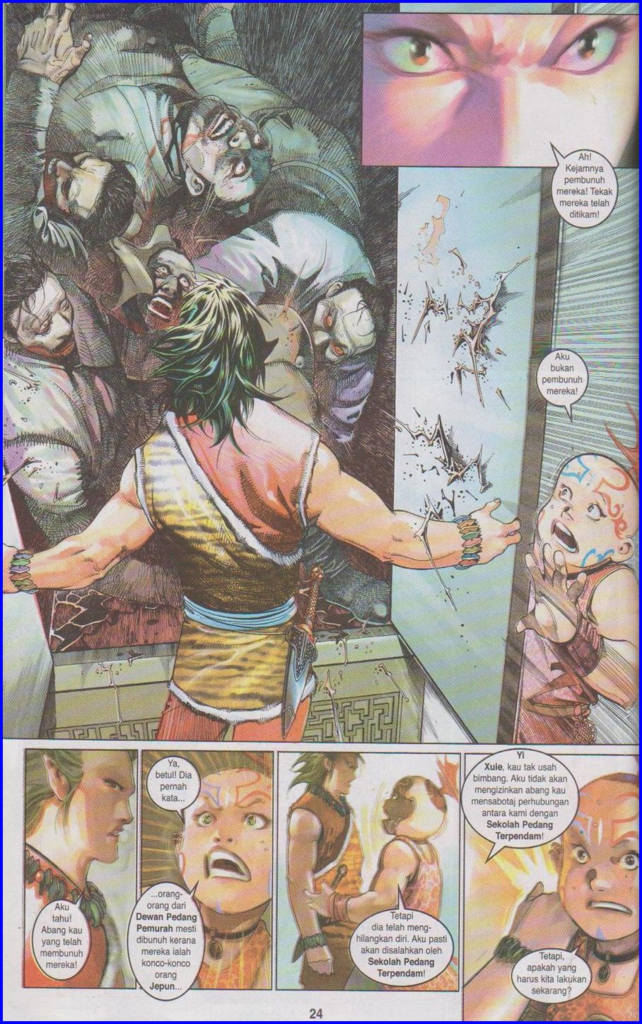 Ah!
Kejamnya
pembunuh
mereka! Tekak
mereka telah
ditikam!
Aku
bukan
pembunuh
mereka!
Aku
tahu!
Abang kau
yang telah
membunuh
mereka!
Ya,
betul! Dia
pernah
kata...
...orang-
orang dari
Dewan Pedang
Pemurah mesti
dibunuh kerana
mereka ialah
konco-konco
orang
Jepun!
Tetapi
dia telah meng-
hilangkan diri. Aku pasti
akan disalahkan oleh
Sekolah Pedang
Terpendam!
Yi
Xuie, kau tak usah
bimbang. Aku tidak akan
mengizinkan abang kau
mensabotaj perhubungan
antara kami dengan
Sekolah Pedang
Terpendam!
Tetapi,
apakah yang
harus kita lakukan
sekarang?
24